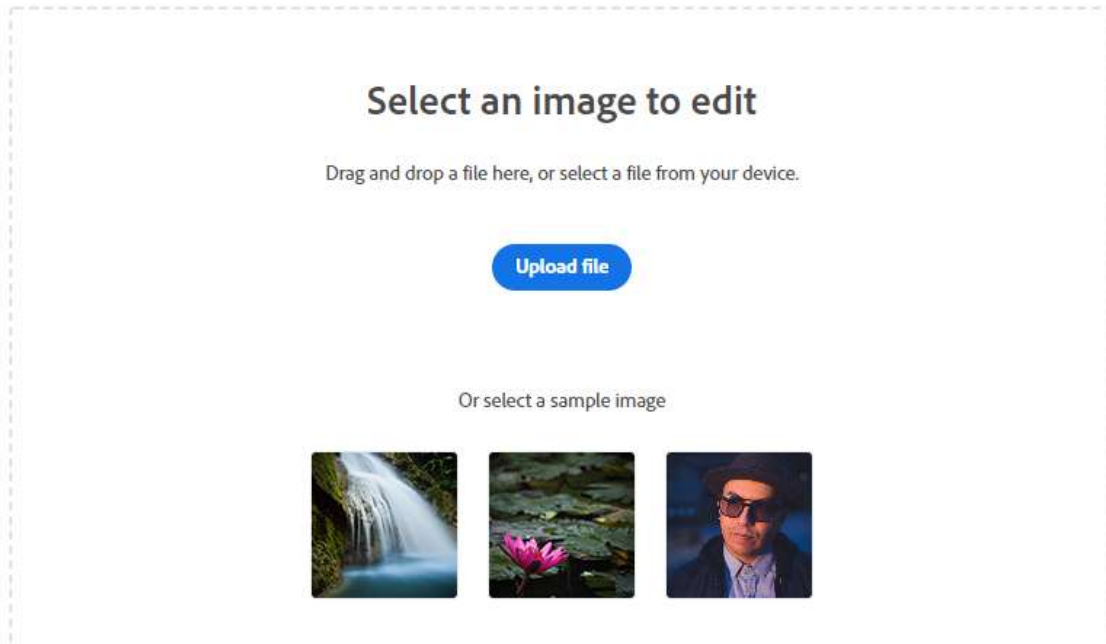 Select an image to edit
Drag and drop a file here, or select a file from your device.
Upload file
Or select a sample image